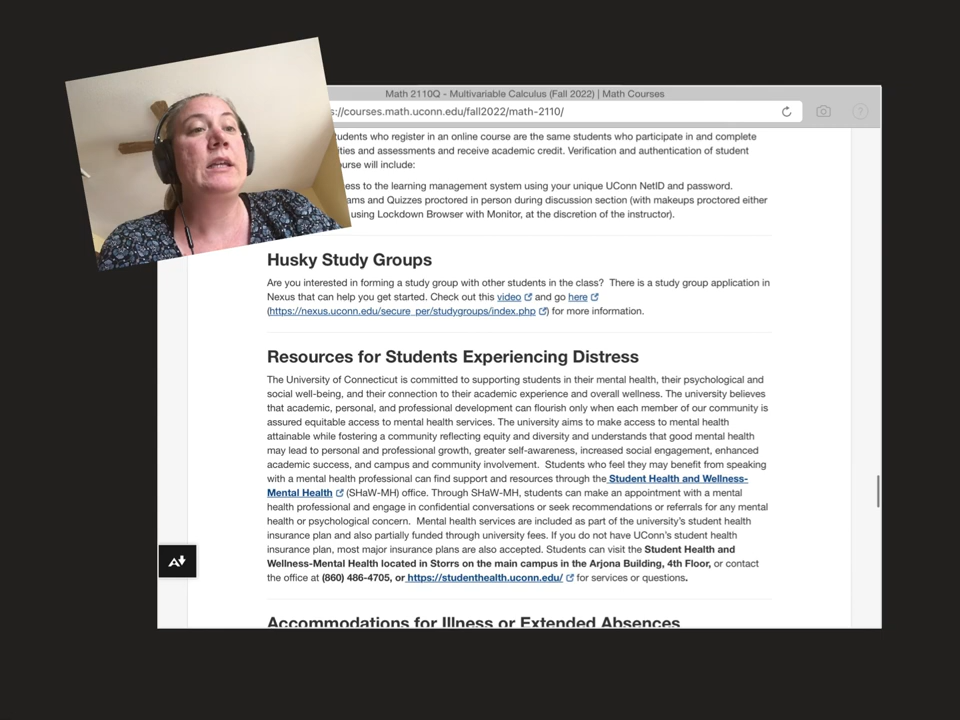 Math 2110Q - Multivariable Calculus (Fall 2022) | Math Courses
://courses.math.uconn.edu/fall2022/math-2110/
students who register in an online course are the same students who participate in and complete
and assessments and receive academic credit. Verification and authentication of student
will include:
to the learning management system using your unique UConn NetID and password.
and Quizzes proctored in person during discussion section (with makeups proctored either
using Lockdown Browser with Monitor, at the discretion of the instructor).
Husky Study Groups
Are you interested in forming a study group with other students in the class? There is a study group application in
Nexus that can help you get started. Check out this video and go here
(https://nexus.uconn.edu/secure_per/studygroups/index.php) for more information.
Resources for Students Experiencing Distress
The University of Connecticut is committed to supporting students in their mental health, their psychological and
social well-being, and their connection to their academic experience and overall wellness. The university believes
that academic, personal, and professional development can flourish only when each member of our community is
assured equitable access to mental health services. The university aims to make access to mental health
attainable while fostering a community reflecting equity and diversity and understands that good mental health
may lead to personal and professional growth, greater self-awareness, increased social engagement, enhanced
academic success, and campus and community involvement. Students who feel they may benefit from speaking
with a mental health professional can find support and resources through the Student Health and Wellness-
Mental Health (SHaW-MH) office. Through SHaW-MH, students can make an appointment with a mental
health professional and engage in confidential conversations or seek recommendations or referrals for any mental
health or psychological concern. Mental health services are included as part of the university's student health
insurance plan and also partially funded through university fees. If you do not have UConn's student health
insurance plan, most major insurance plans are also accepted. Students can visit the Student Health and
Wellness-Mental Health located in Storrs on the main campus in the Arjona Building, 4th Floor, or contact
the office at (860) 486-4705, or https://studenthealth.uconn.edu/ for services or questions.
Accommodations for Illness or Extended Absences